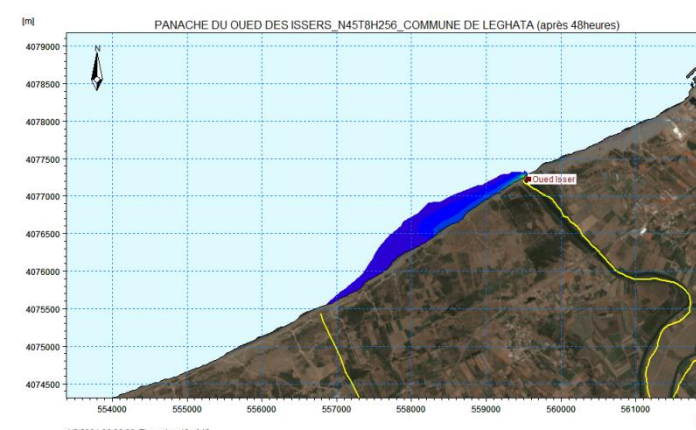 [m]
PANACHE DU OUED DES ISSERS_N45T8H256_COMMUNE DE LEGHATA (après 48heures)
4079000
N
4078500
4078000
4077500
Oued Isser
4077000
4076500
4076000
4075500
4075000
4074500
554000 555000 556000 557000 558000 559000 560000 561000